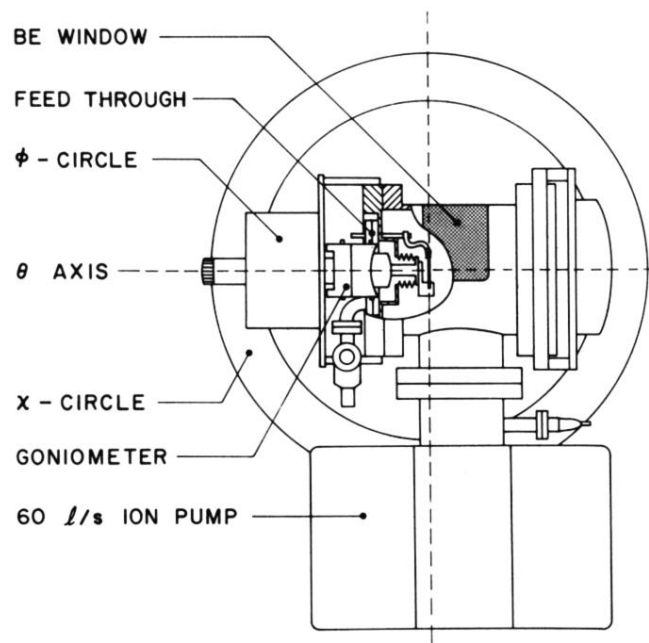 BE WINDOW
FEED THROUGH
ϕ - CIRCLE
θ AXIS
χ - CIRCLE
GONIOMETER
60 ℓ/s ION PUMP